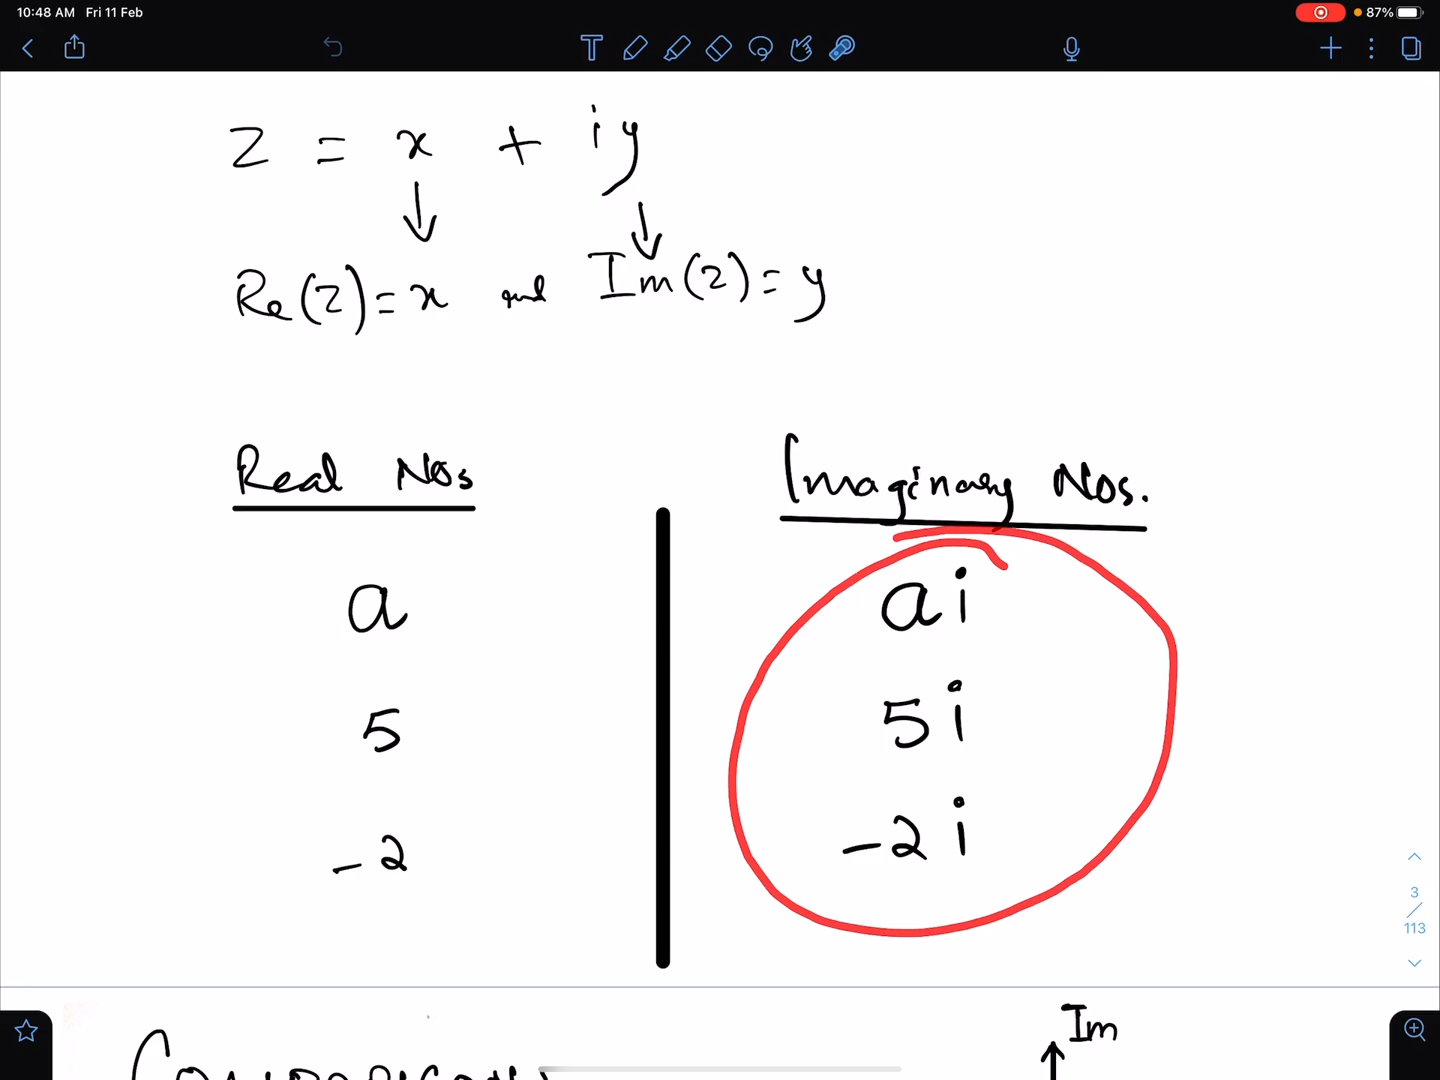 10:48 AM Fri 11 Feb 87%
T
z = x + iy
Re(z) = x and Im(z) = y
Real Nos Imaginary Nos.
a ai
5 5i
-2 -2i
3 / 113
Im
Comparison